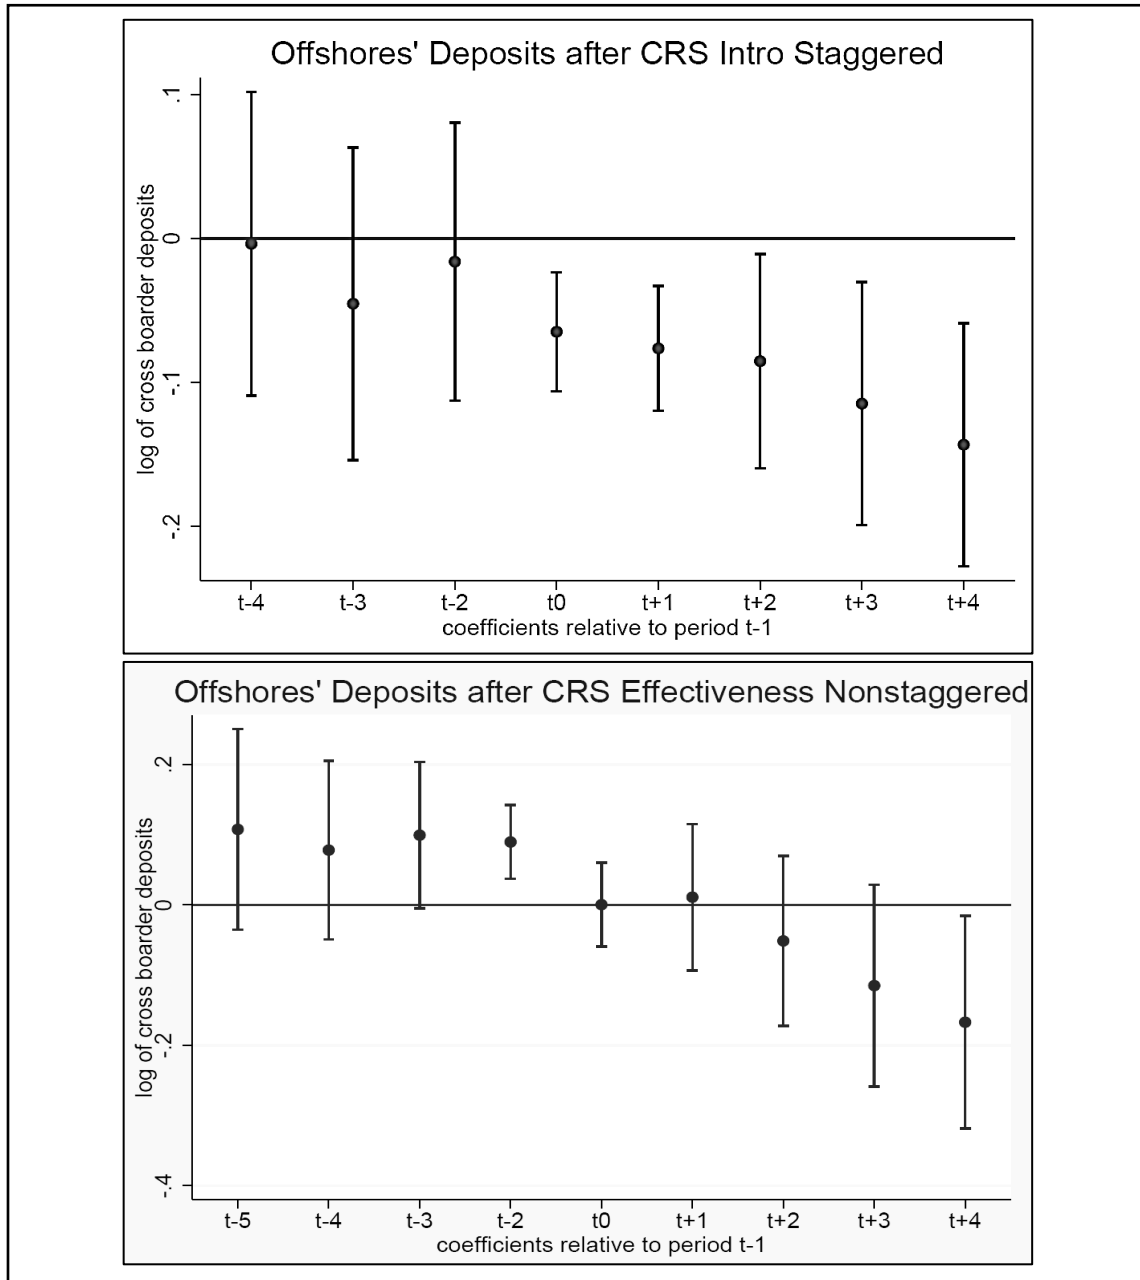 Offshores' Deposits after CRS Intro Staggered
log of cross boarder deposits
.1
0
-.1
-.2
t-4 t-3 t-2 t0 t+1 t+2 t+3 t+4
coefficients relative to period t-1
Offshores' Deposits after CRS Effectiveness Nonstaggered
log of cross boarder deposits
.2
0
-.2
-.4
t-5 t-4 t-3 t-2 t0 t+1 t+2 t+3 t+4
coefficients relative to period t-1